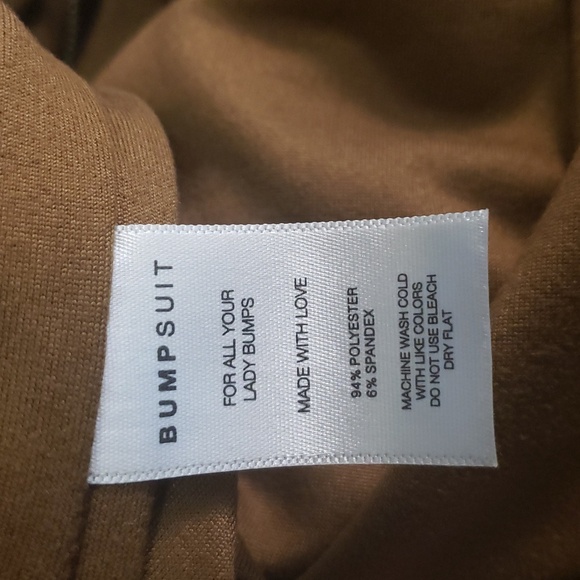 BUMPSUIT
FOR ALL YOUR
LADY BUMPS
MADE WITH LOVE
94% POLYESTER
6% SPANDEX
MACHINE WASH COLD
WITH LIKE COLORS
DO NOT USE BLEACH
DRY FLAT